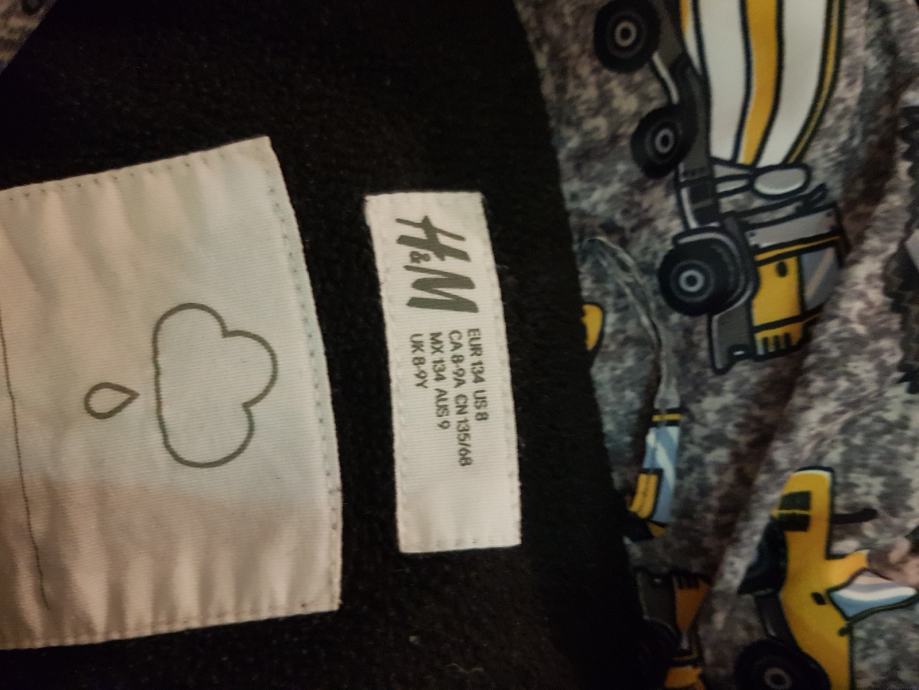 H&M
EUR 134 US 8
CA 8-9A CN 135/68
MX 134 AUS 9
UK 8-9Y